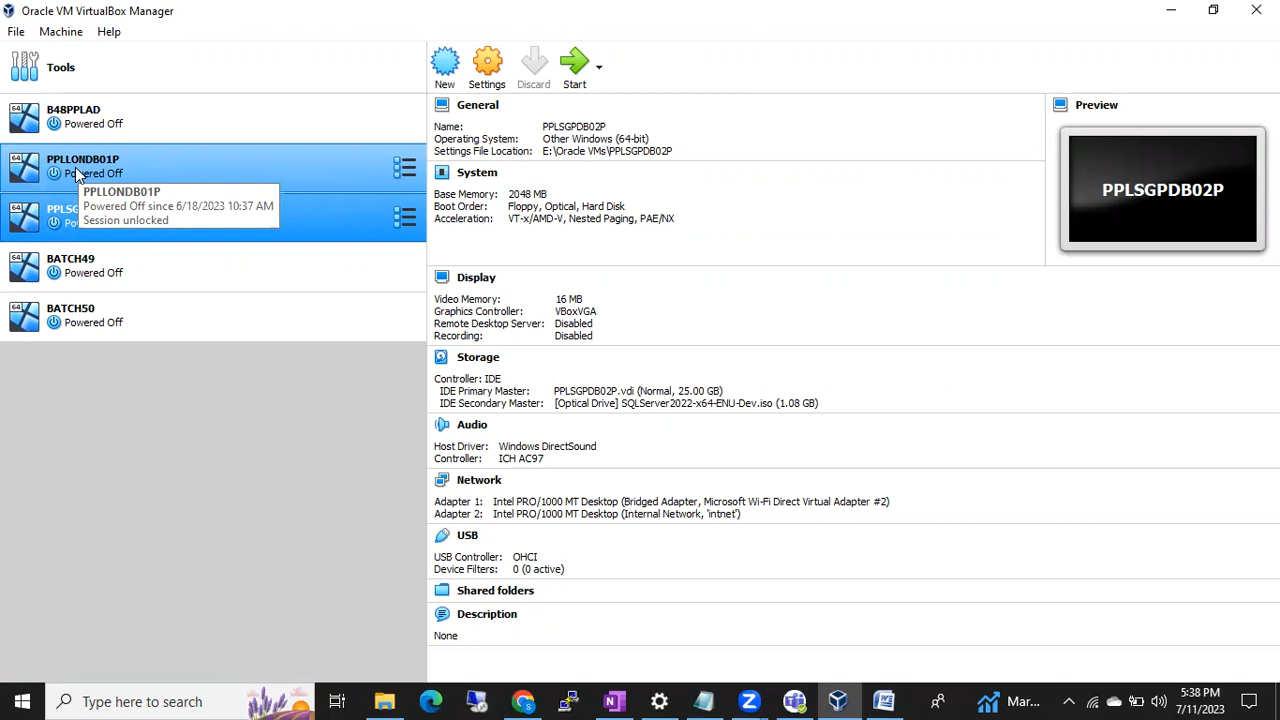 Oracle VM VirtualBox Manager
File Machine Help
Tools
New Settings Discard Start
64 B48PPLAD
Powered Off
64 PPLLONDB01P
Powered Off
PPLLONDB01P
Powered Off since 6/18/2023 10:37 AM
Session unlocked
64 PPLSG
Po
64 BATCH49
Powered Off
64 BATCH50
Powered Off
General
Name: PPLSGPDB02P
Operating System: Other Windows (64-bit)
Settings File Location: E:\Oracle VMs\PPLSGPDB02P
System
Base Memory: 2048 MB
Boot Order: Floppy, Optical, Hard Disk
Acceleration: VT-x/AMD-V, Nested Paging, PAE/NX
Preview
PPLSGPDB02P
Display
Video Memory: 16 MB
Graphics Controller: VBoxVGA
Remote Desktop Server: Disabled
Recording: Disabled
Storage
Controller: IDE
IDE Primary Master: PPLSGPDB02P.vdi (Normal, 25.00 GB)
IDE Secondary Master: [Optical Drive] SQLServer2022-x64-ENU-Dev.iso (1.08 GB)
Audio
Host Driver: Windows DirectSound
Controller: ICH AC97
Network
Adapter 1: Intel PRO/1000 MT Desktop (Bridged Adapter, Microsoft Wi-Fi Direct Virtual Adapter #2)
Adapter 2: Intel PRO/1000 MT Desktop (Internal Network, 'intnet')
USB
USB Controller: OHCI
Device Filters: 0 (0 active)
Shared folders
Description
None
Type here to search
Mar...
5:38 PM
7/11/2023